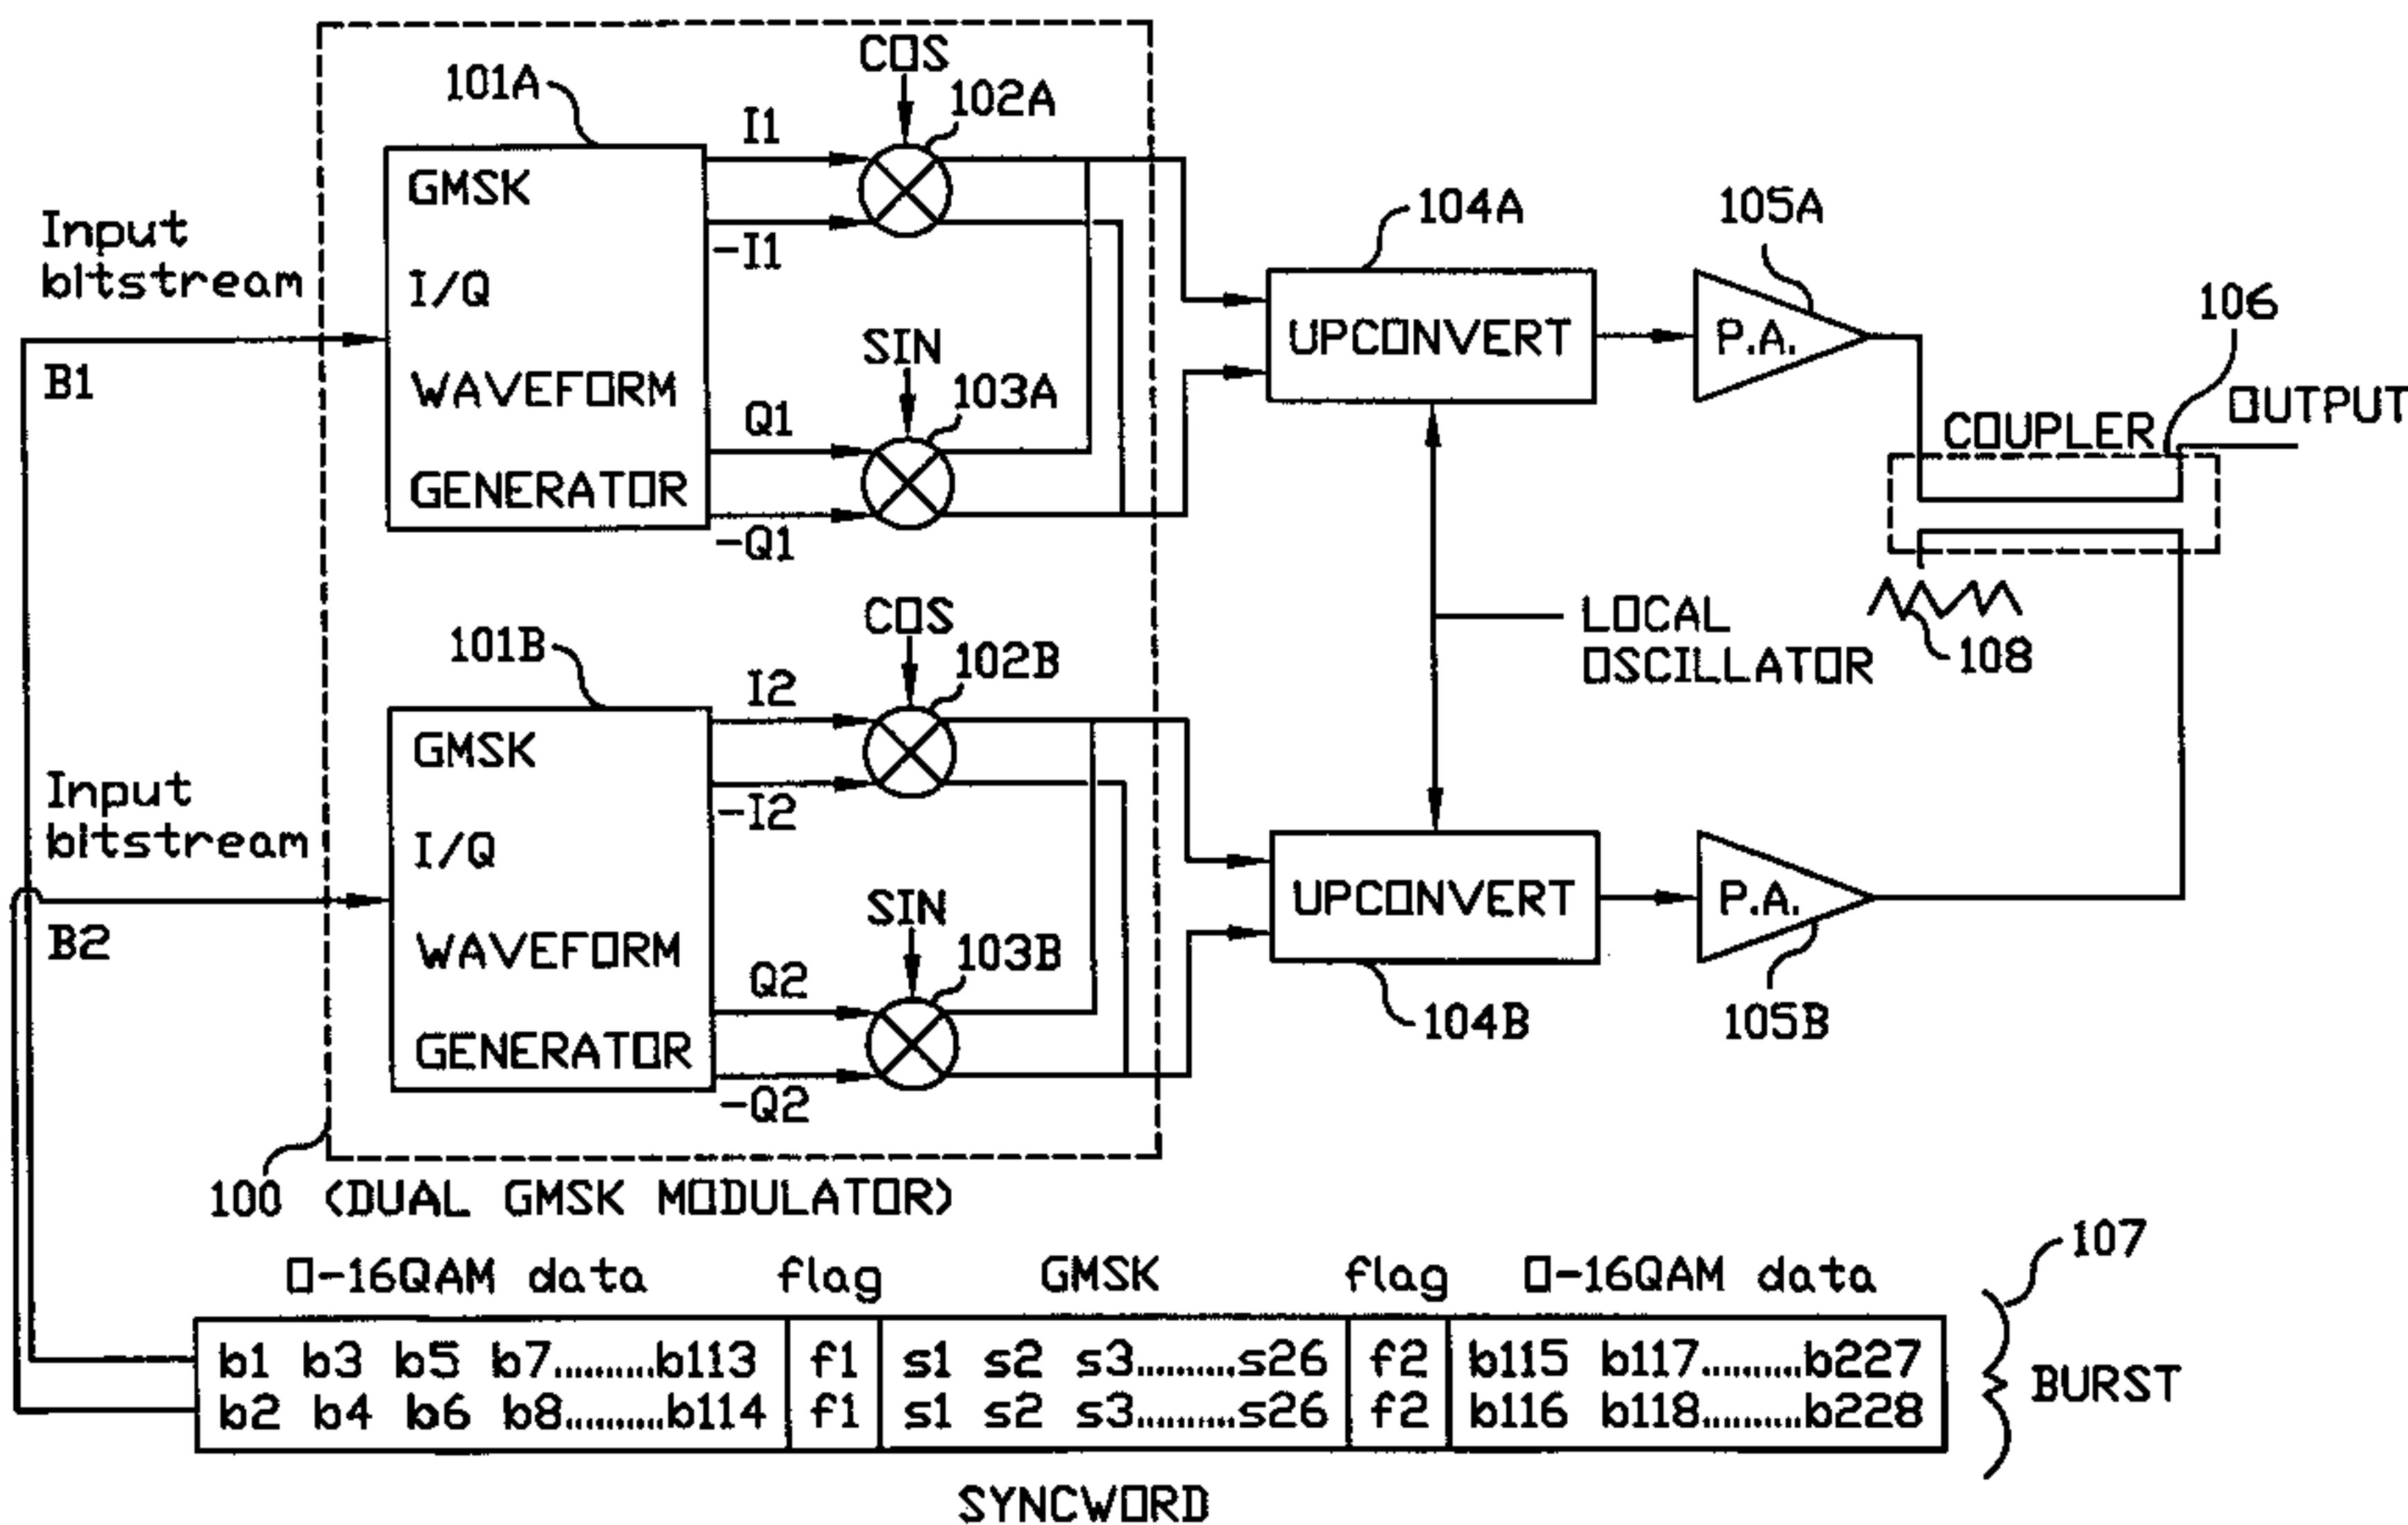 COS
101A
I1
102A
GMSK
-I1
Input
bitstream
I/Q
104A
105A
SIN
UPCONVERT
P.A.
106
B1
WAVEFORM
Q1
103A
COUPLER
OUTPUT
GENERATOR
-Q1
COS
101B
I2
102B
LOCAL
OSCILLATOR
108
GMSK
-I2
Input
bitstream
I/Q
SIN
UPCONVERT
P.A.
B2
WAVEFORM
Q2
103B
104B
105B
GENERATOR
-Q2
100 (DUAL GMSK MODULATOR)
107
O-16QAM data flag GMSK flag O-16QAM data
b1 b3 b5 b7.........b113 f1 s1 s2 s3.........s26 f2 b115 b117.........b227
BURST
b2 b4 b6 b8.........b114 f1 s1 s2 s3.........s26 f2 b116 b118.........b228
SYNCWORD